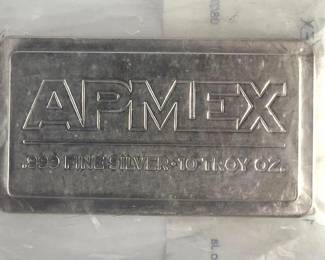 APMEX
.999 FINE SILVER • 10 TROY OZ.